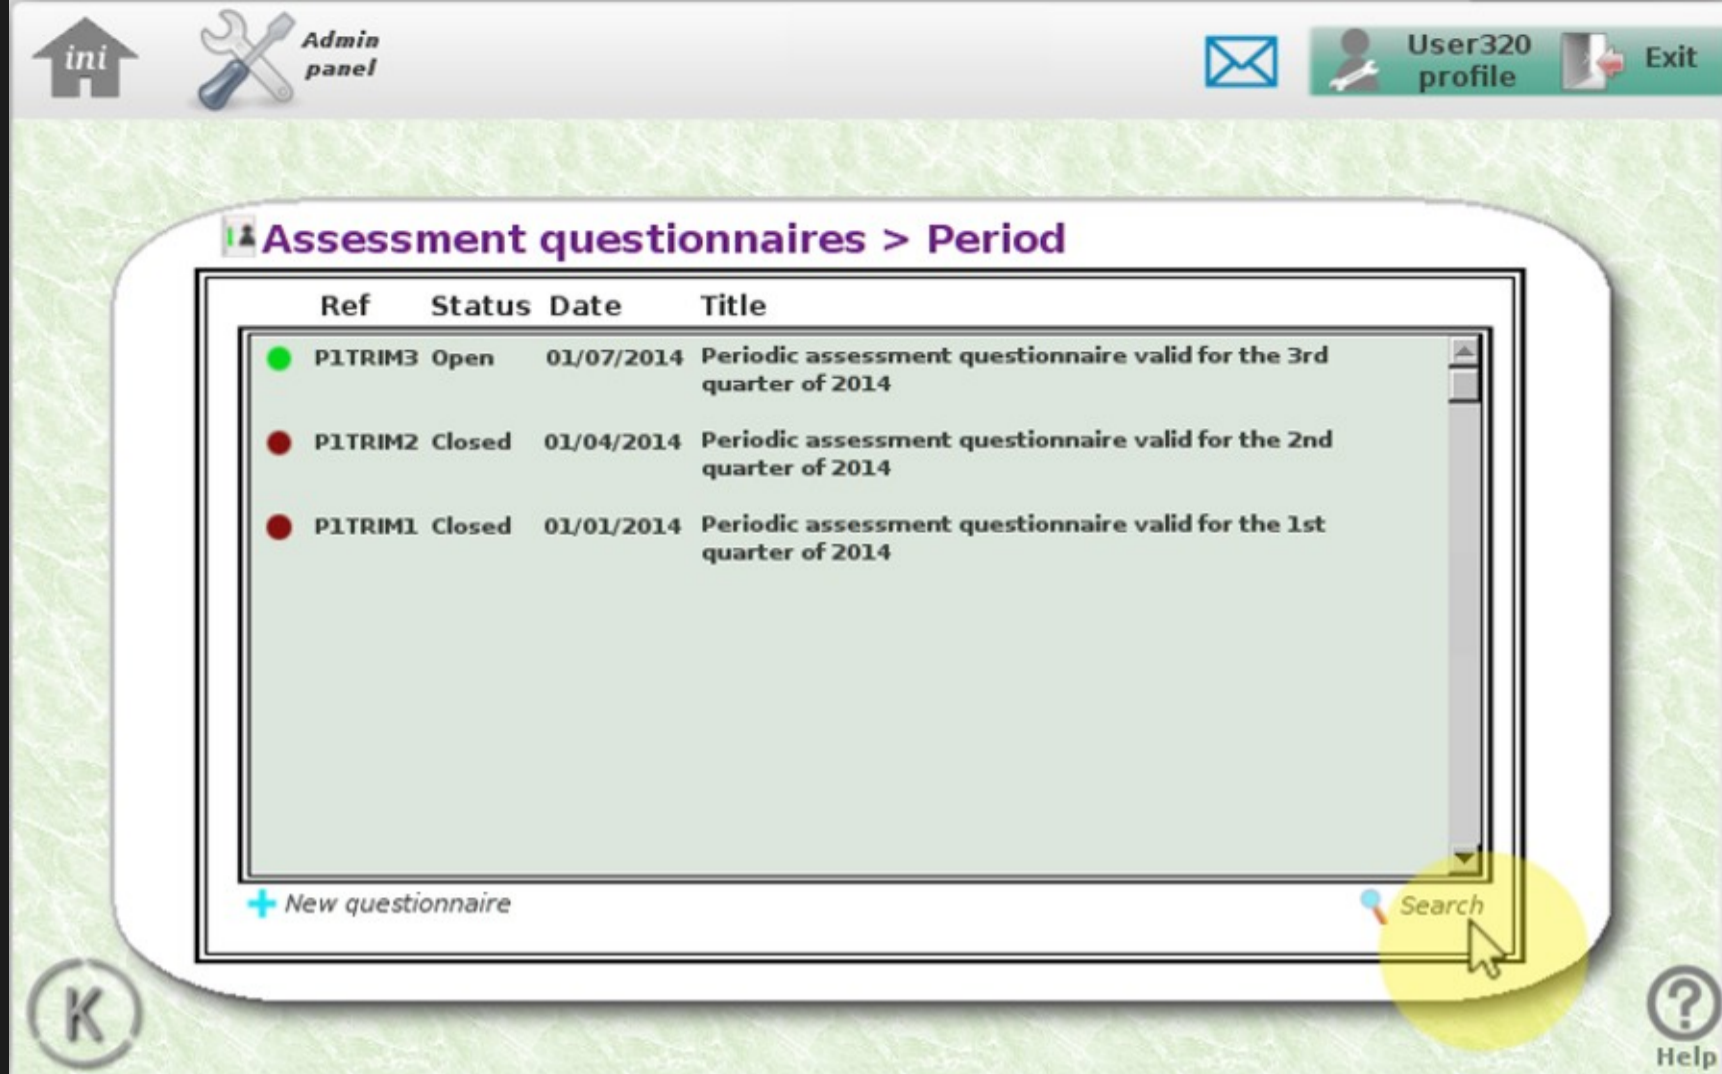 ini
Admin
panel
User320
profile
Exit
Assessment questionnaires > Period
Ref Status Date Title
P1TRIM3 Open 01/07/2014 Periodic assessment questionnaire valid for the 3rd
quarter of 2014
P1TRIM2 Closed 01/04/2014 Periodic assessment questionnaire valid for the 2nd
quarter of 2014
P1TRIM1 Closed 01/01/2014 Periodic assessment questionnaire valid for the 1st
quarter of 2014
New questionnaire
Search
K
?
Help